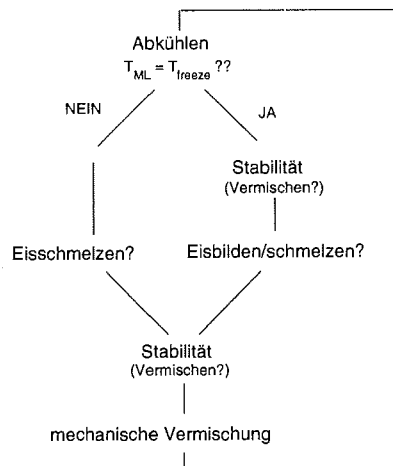 Abkühlen
T_ML = T_freeze ??
NEIN
JA
Stabilität
(Vermischen?)
Eisschmelzen?
Eisbilden/schmelzen?
Stabilität
(Vermischen?)
mechanische Vermischung